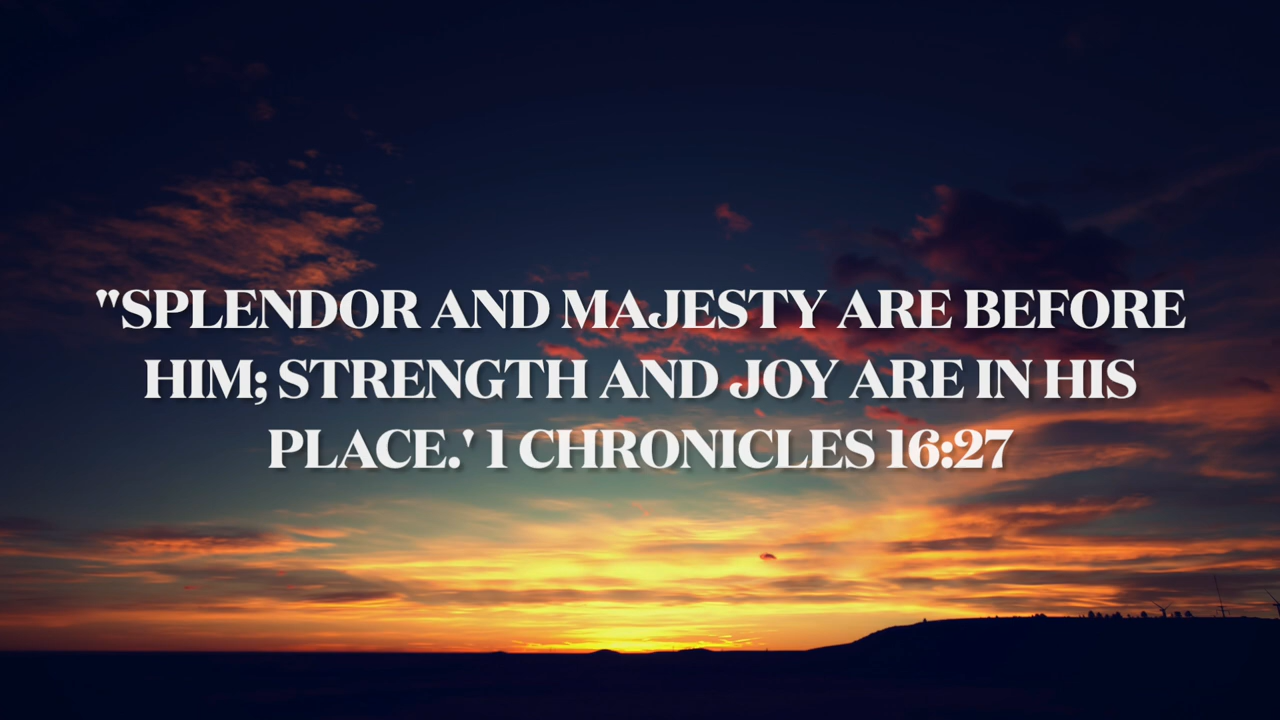 "SPLENDOR AND MAJESTY ARE BEFORE
HIM; STRENGTH AND JOY ARE IN HIS
PLACE.' 1 CHRONICLES 16:27